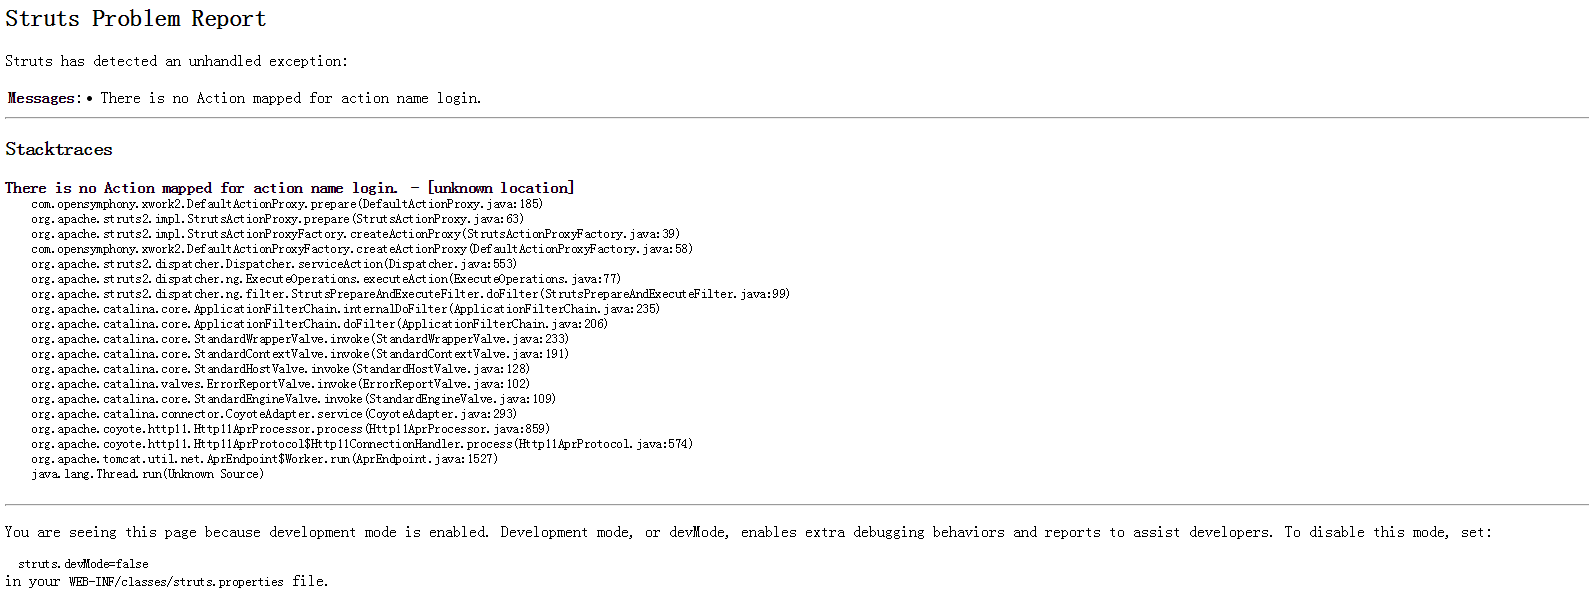 Struts Problem Report
Struts has detected an unhandled exception:
Messages: • There is no Action mapped for action name login.
Stacktraces
There is no Action mapped for action name login. - [unknown location]
com.opensymphony.xwork2.DefaultActionProxy.prepare(DefaultActionProxy.java:185)
org.apache.struts2.impl.StrutsActionProxy.prepare(StrutsActionProxy.java:63)
org.apache.struts2.impl.StrutsActionProxyFactory.createActionProxy(StrutsActionProxyFactory.java:39)
com.opensymphony.xwork2.DefaultActionProxyFactory.createActionProxy(DefaultActionProxyFactory.java:58)
org.apache.struts2.dispatcher.Dispatcher.serviceAction(Dispatcher.java:553)
org.apache.struts2.dispatcher.ng.ExecuteOperations.executeAction(ExecuteOperations.java:77)
org.apache.struts2.dispatcher.ng.filter.StrutsPrepareAndExecuteFilter.doFilter(StrutsPrepareAndExecuteFilter.java:99)
org.apache.catalina.core.ApplicationFilterChain.internalDoFilter(ApplicationFilterChain.java:235)
org.apache.catalina.core.ApplicationFilterChain.doFilter(ApplicationFilterChain.java:206)
org.apache.catalina.core.StandardWrapperValve.invoke(StandardWrapperValve.java:233)
org.apache.catalina.core.StandardContextValve.invoke(StandardContextValve.java:191)
org.apache.catalina.core.StandardHostValve.invoke(StandardHostValve.java:128)
org.apache.catalina.valves.ErrorReportValve.invoke(ErrorReportValve.java:102)
org.apache.catalina.core.StandardEngineValve.invoke(StandardEngineValve.java:109)
org.apache.catalina.connector.CoyoteAdapter.service(CoyoteAdapter.java:293)
org.apache.coyote.http11.Http11AprProcessor.process(Http11AprProcessor.java:859)
org.apache.coyote.http11.Http11AprProtocol$Http11ConnectionHandler.process(Http11AprProtocol.java:574)
org.apache.tomcat.util.net.AprEndpoint$Worker.run(AprEndpoint.java:1527)
java.lang.Thread.run(Unknown Source)
You are seeing this page because development mode is enabled. Development mode, or devMode, enables extra debugging behaviors and reports to assist developers. To disable this mode, set:
struts.devMode=false
in your WEB-INF/classes/struts.properties file.